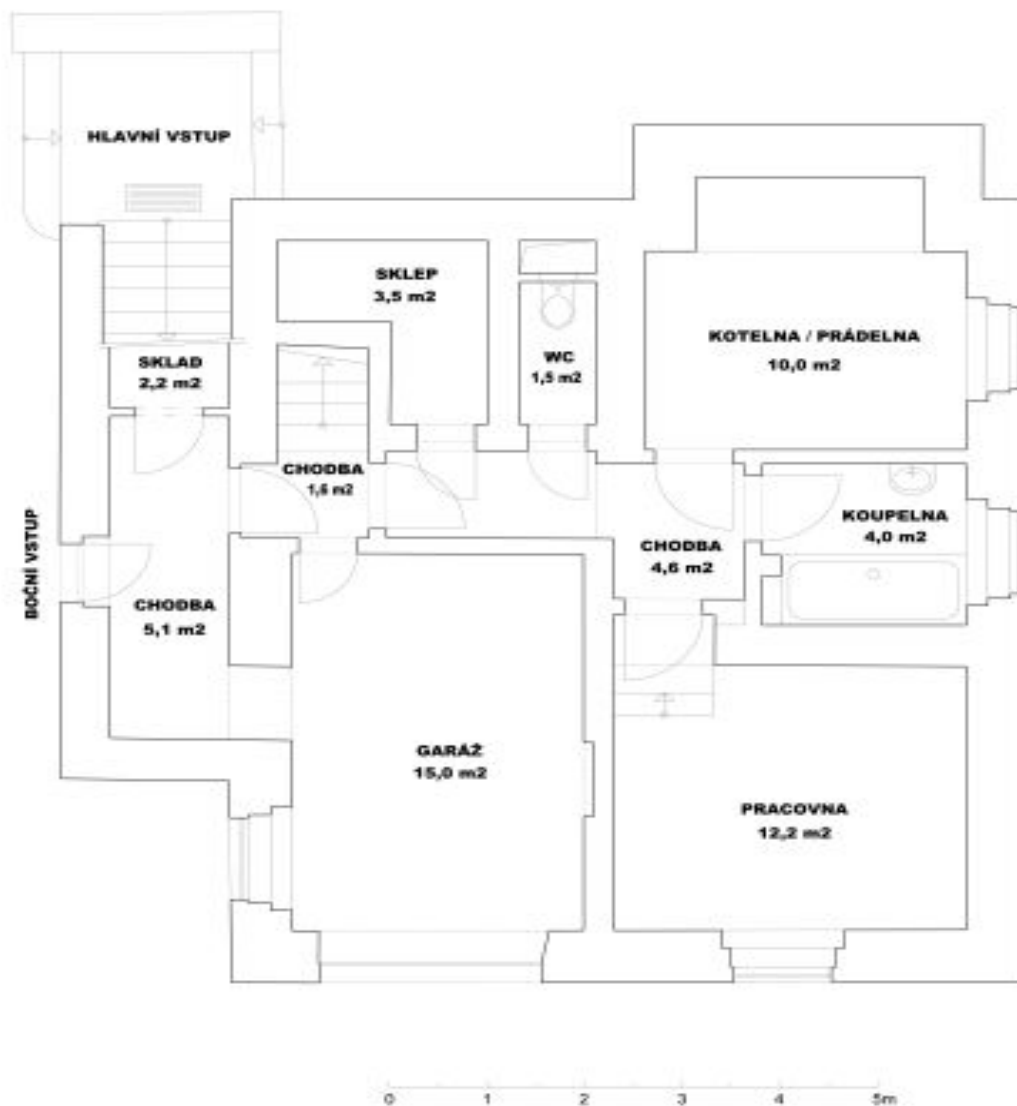 HLAVNÍ VSTUP
SKLEP
3,5 m2
KOTELNA / PRÁDELNA
10,0 m2
SKLAD
2,2 m2
WC
1,5 m2
CHODBA
1,6 m2
KOUPELNA
4,0 m2
CHODBA
4,6 m2
BOČNÍ VSTUP
CHODBA
5,1 m2
GARÁŽ
15,0 m2
PRACOVNA
12,2 m2
0 1 2 3 4 5m